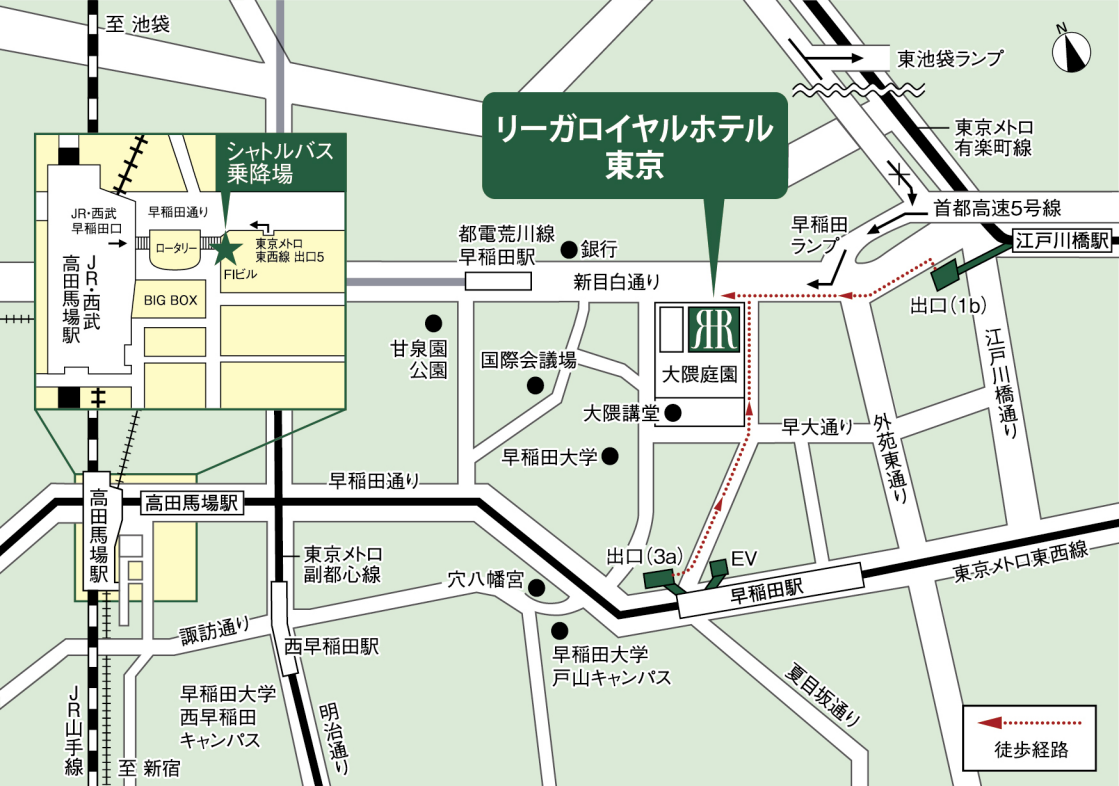 至 池袋
N
東池袋ランプ
リーガロイヤルホテル
東京
東京メトロ
有楽町線
シャトルバス
乗降場
JR・西武
早稲田口
早稲田通り
ロータリー
東京メトロ
東西線 出口5
FIビル
BIG BOX
JR・西武
高田馬場駅
首都高速5号線
早稲田
ランプ
江戸川橋駅
都電荒川線
早稲田駅
銀行
新目白通り
出口(1b)
甘泉園
公園
国際会議場
RR
大隈庭園
大隈講堂
早大通り
江戸川橋通り
外苑東通り
早稲田大学
早稲田通り
高田馬場駅
高田馬場駅
東京メトロ
副都心線
出口(3a)
EV
早稲田駅
東京メトロ東西線
穴八幡宮
諏訪通り
西早稲田駅
早稲田大学
戸山キャンパス
夏目坂通り
早稲田大学
西早稲田
キャンパス
明治通り
JR山手線
至 新宿
徒歩経路